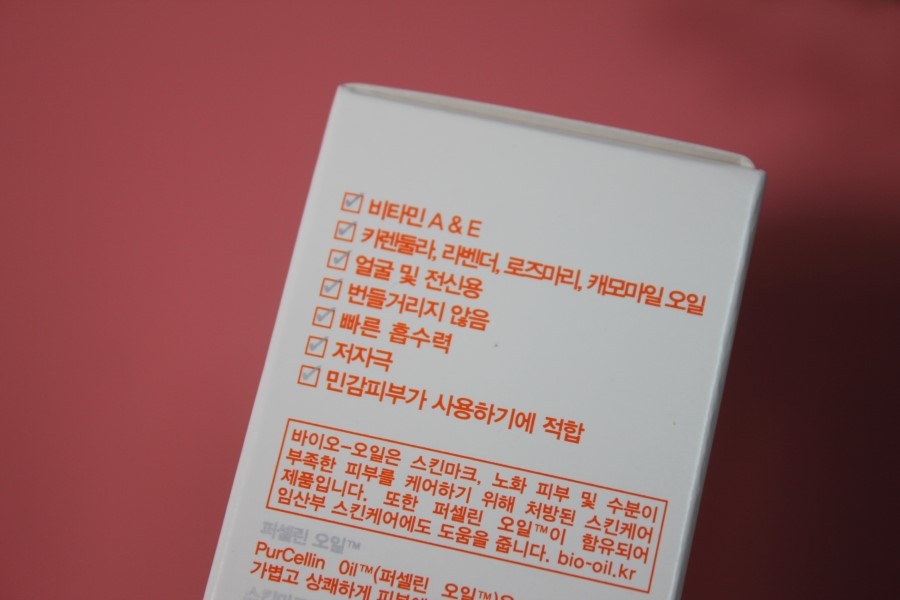 비타민 A & E
카렌둘라, 라벤더, 로즈마리, 캐모마일 오일
얼굴 및 전신용
번들거리지 않음
빠른 흡수력
저자극
민감피부가 사용하기에 적합
바이오-오일은 스킨마크, 노화 피부 및 수분이
부족한 피부를 케어하기 위해 처방된 스킨케어
제품입니다. 또한 퍼셀린 오일™이 함유되어
임산부 스킨케어에도 도움을 줍니다. bio-oil.kr
퍼셀린 오일™
PurCellin Oil™(퍼셀린 오일™)은
가볍고 상쾌하게 피부에